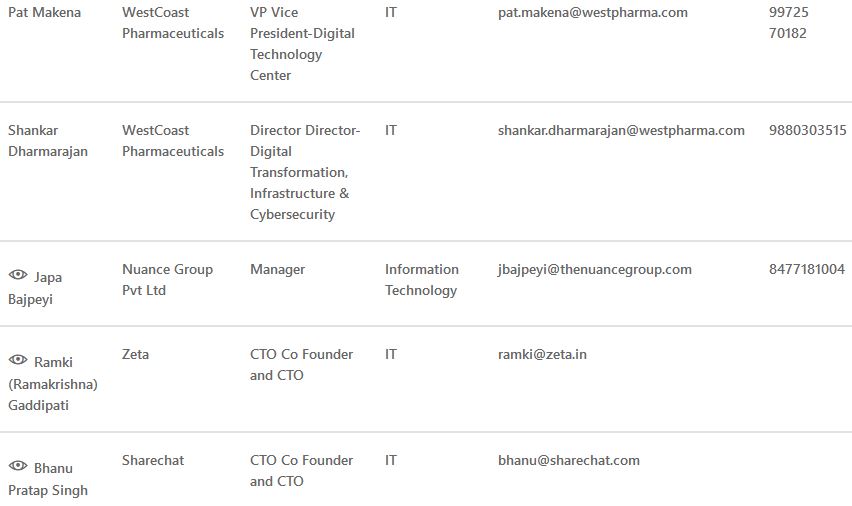 Pat Makena WestCoast VP Vice IT pat.makena@westpharma.com 99725
Pharmaceuticals President-Digital 70182
Technology
Center
Shankar WestCoast Director Director- IT shankar.dharmarajan@westpharma.com 9880303515
Dharmarajan Pharmaceuticals Digital
Transformation,
Infrastructure &
Cybersecurity
Japa Nuance Group Manager Information jbajpeyi@thenuancegroup.com 8477181004
Bajpeyi Pvt Ltd Technology
Ramki Zeta CTO Co Founder IT ramki@zeta.in
(Ramakrishna) and CTO
Gaddipati
Bhanu Sharechat CTO Co Founder IT bhanu@sharechat.com
Pratap Singh and CTO